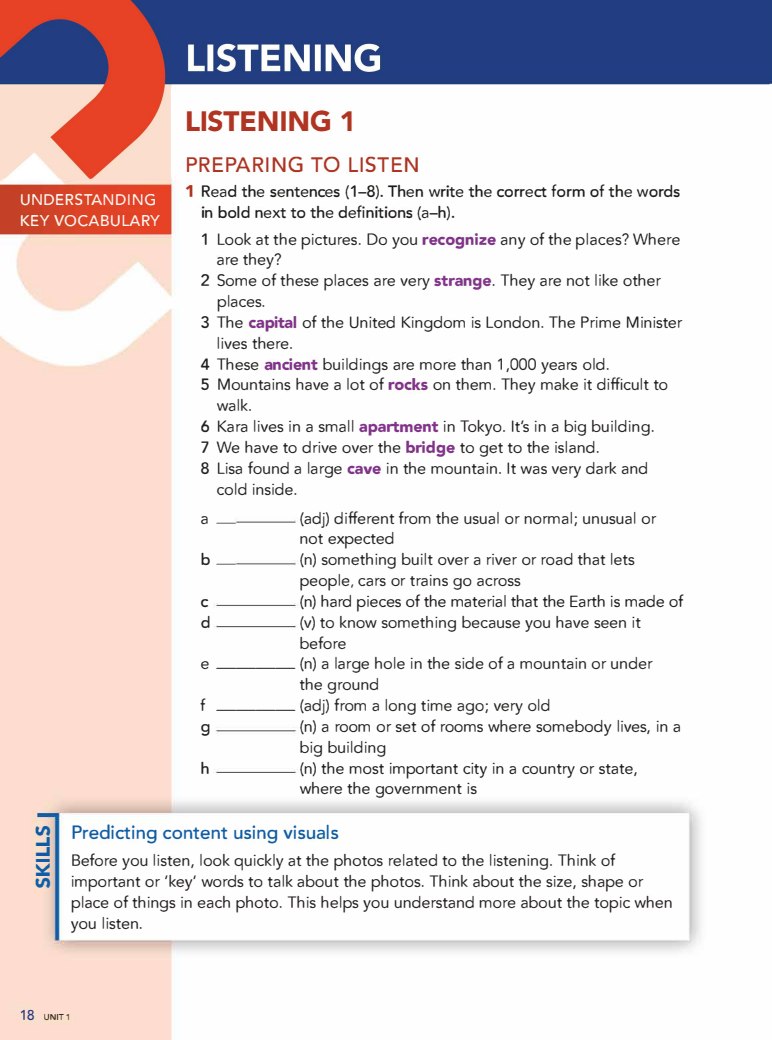 LISTENING
LISTENING 1
PREPARING TO LISTEN
UNDERSTANDING
KEY VOCABULARY
1 Read the sentences (1–8). Then write the correct form of the words
in bold next to the definitions (a–h).
1 Look at the pictures. Do you recognize any of the places? Where
are they?
2 Some of these places are very strange. They are not like other
places.
3 The capital of the United Kingdom is London. The Prime Minister
lives there.
4 These ancient buildings are more than 1,000 years old.
5 Mountains have a lot of rocks on them. They make it difficult to
walk.
6 Kara lives in a small apartment in Tokyo. It's in a big building.
7 We have to drive over the bridge to get to the island.
8 Lisa found a large cave in the mountain. It was very dark and
cold inside.
a __________ (adj) different from the usual or normal; unusual or
not expected
b __________ (n) something built over a river or road that lets
people, cars or trains go across
c __________ (n) hard pieces of the material that the Earth is made of
d __________ (v) to know something because you have seen it
before
e __________ (n) a large hole in the side of a mountain or under
the ground
f __________ (adj) from a long time ago; very old
g __________ (n) a room or set of rooms where somebody lives, in a
big building
h __________ (n) the most important city in a country or state,
where the government is
SKILLS
Predicting content using visuals
Before you listen, look quickly at the photos related to the listening. Think of
important or 'key' words to talk about the photos. Think about the size, shape or
place of things in each photo. This helps you understand more about the topic when
you listen.
18 UNIT 1